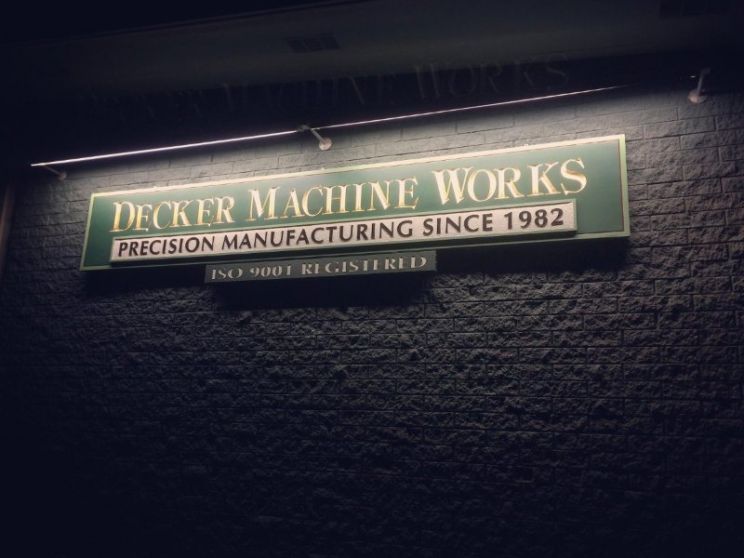 DECKER MACHINE WORKS
PRECISION MANUFACTURING SINCE 1982
ISO 9001 REGISTERED